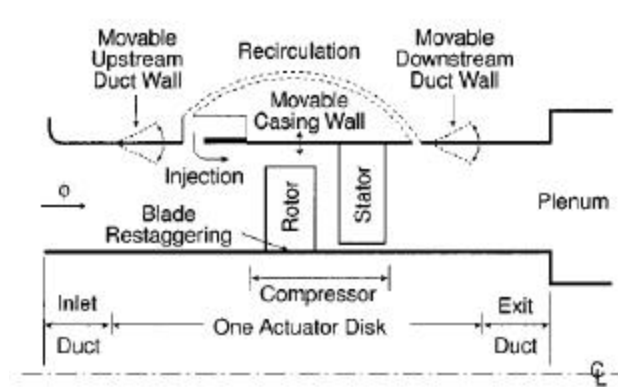 Movable
Upstream
Duct Wall
Recirculation
Movable
Downstream
Duct Wall
Movable
Casing Wall
Injection
Φ
Blade
Restaggering
Rotor
Stator
Plenum
Compressor
Inlet
Duct
One Actuator Disk
Exit
Duct
℄